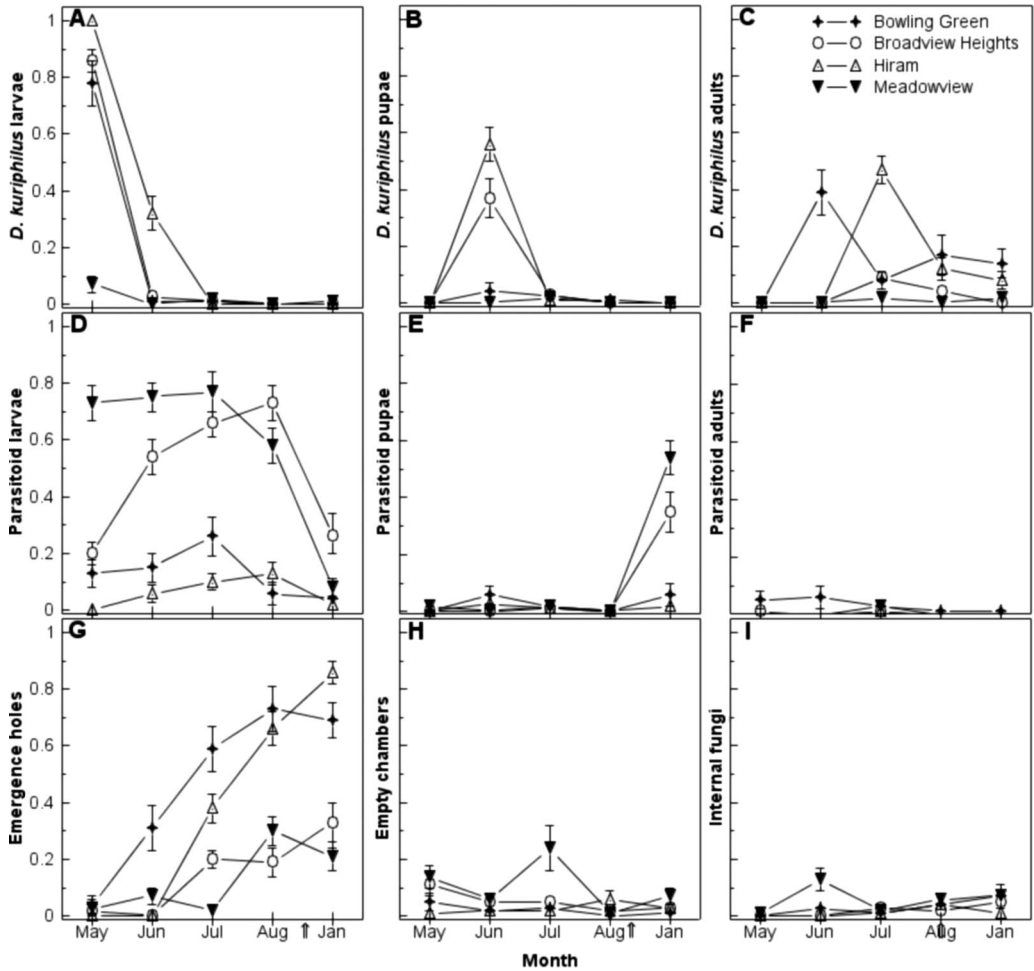 A
B
C
Bowling Green
Broadview Heights
Hiram
Meadowview
1
0.8
0.6
0.4
0.2
0
D. kuriphilus larvae
D. kuriphilus pupae
D. kuriphilus adults
D
E
F
1
0.8
0.6
0.4
0.2
0
Parasitoid larvae
Parasitoid pupae
Parasitoid adults
G
H
I
1
0.8
0.6
0.4
0.2
0
Emergence holes
Empty chambers
Internal fungi
May Jun Jul Aug ⇑ Jan
May Jun Jul Aug ⇑ Jan
May Jun Jul Aug ⇑ Jan
Month